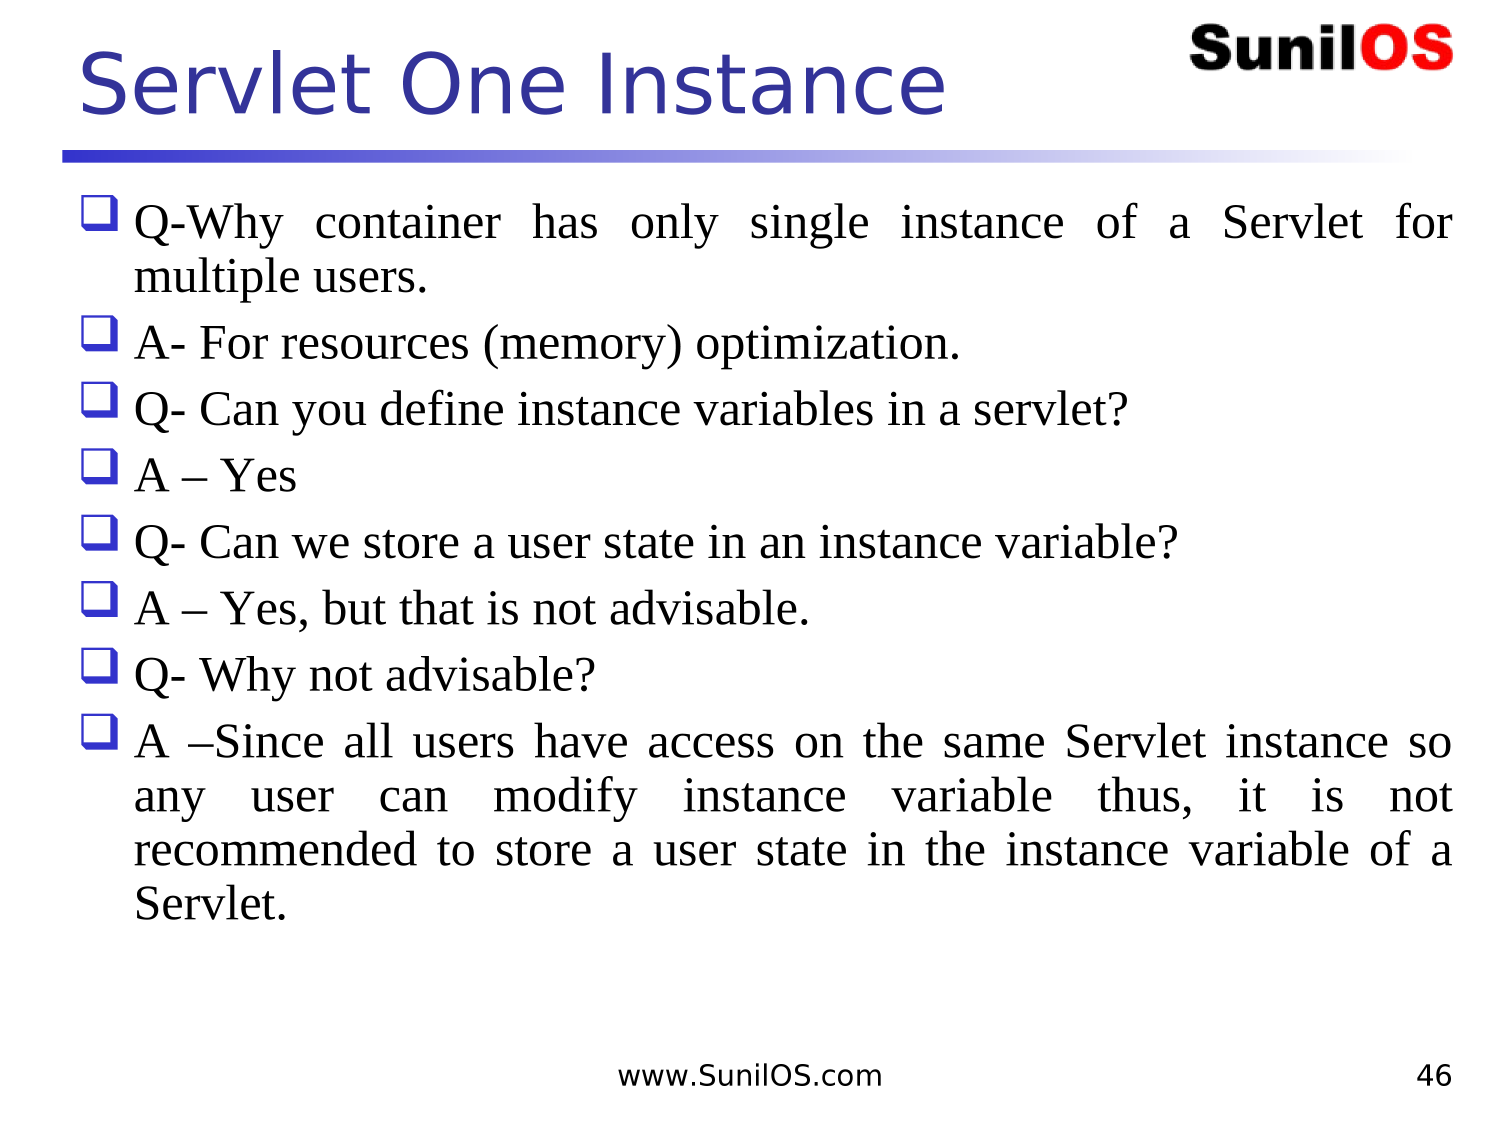 Servlet One Instance
SunilOS
Q-Why container has only single instance of a Servlet for
multiple users.
A- For resources (memory) optimization.
Q- Can you define instance variables in a servlet?
A – Yes
Q- Can we store a user state in an instance variable?
A – Yes, but that is not advisable.
Q- Why not advisable?
A –Since all users have access on the same Servlet instance so
any user can modify instance variable thus, it is not
recommended to store a user state in the instance variable of a
Servlet.
www.SunilOS.com
46